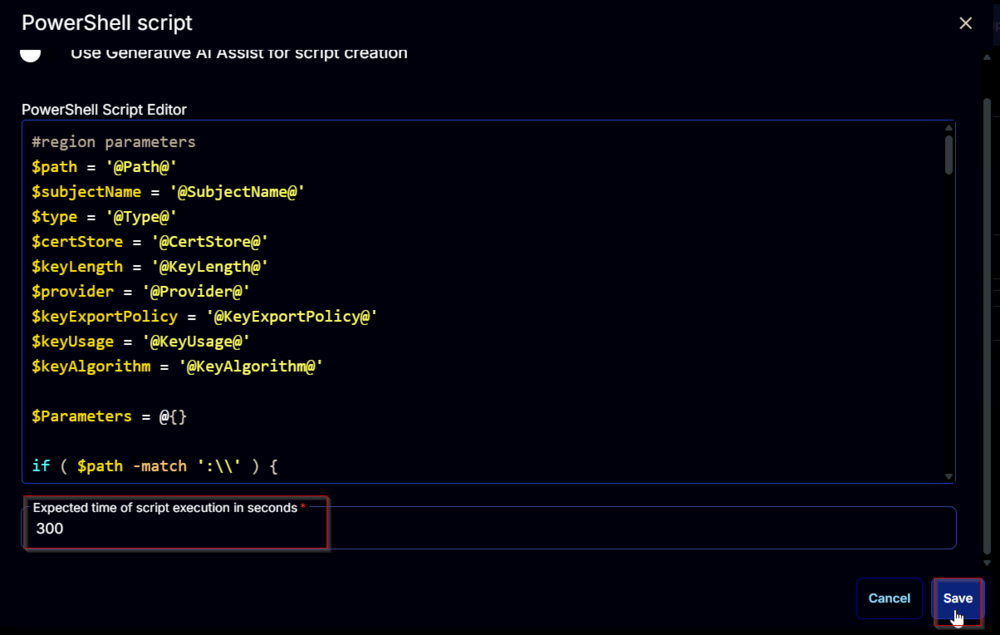 PowerShell script
Use Generative AI Assist for script creation
PowerShell Script Editor
#region parameters
$path = '@Path@'
$subjectName = '@SubjectName@'
$type = '@Type@'
$certStore = '@CertStore@'
$keyLength = '@KeyLength@'
$provider = '@Provider@'
$keyExportPolicy = '@KeyExportPolicy@'
$keyUsage = '@KeyUsage@'
$keyAlgorithm = '@KeyAlgorithm@'
$Parameters = @{}
if ( $path -match ':\\' ) {
Expected time of script execution in seconds *
300
Cancel
Save